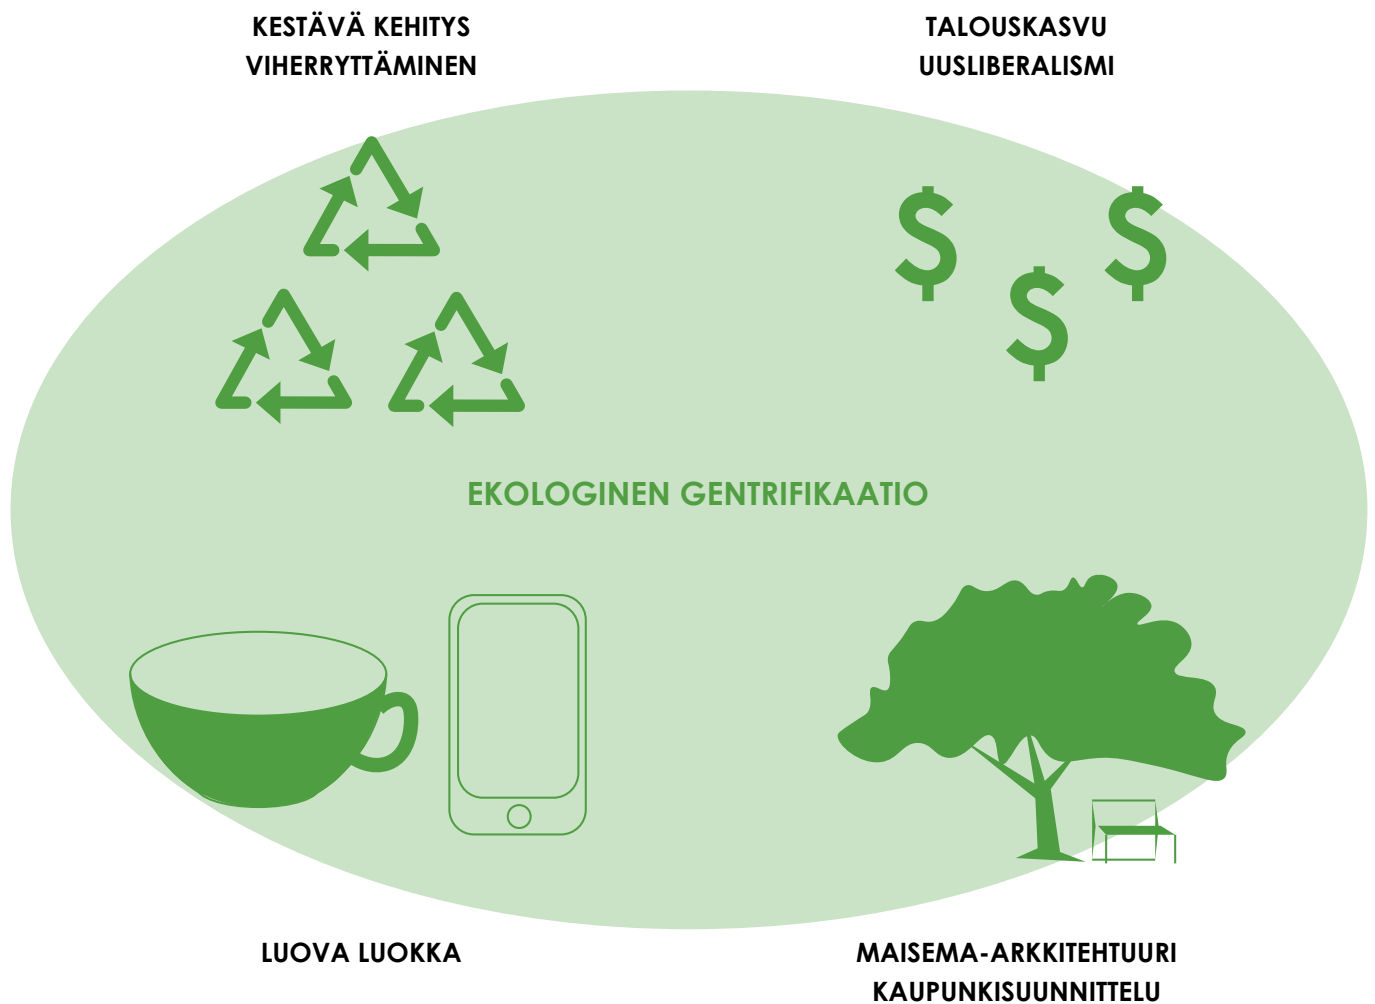 KESTÄVÄ KEHITYS
VIHERRYTTÄMINEN
TALOUSKASVU
UUSLIBERALISMI
$ $ $
EKOLOGINEN GENTRIFIKAATIO
LUOVA LUOKKA
MAISEMA-ARKKITEHTUURI
KAUPUNKISUUNNITTELU